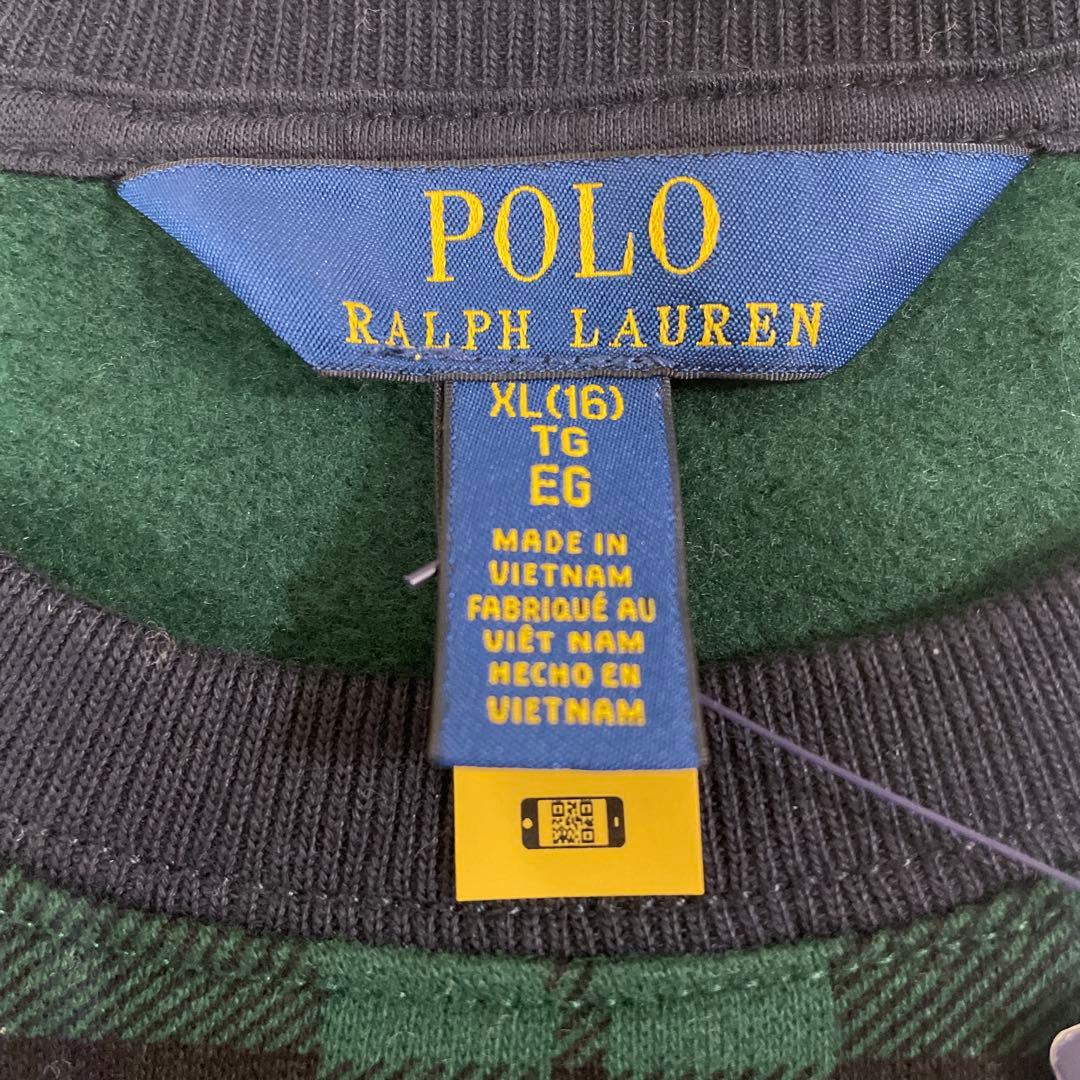 POLO
RALPH LAUREN
XL(16)
TG
EG
MADE IN
VIETNAM
FABRIQUÉ AU
VIÊT NAM
HECHO EN
VIETNAM